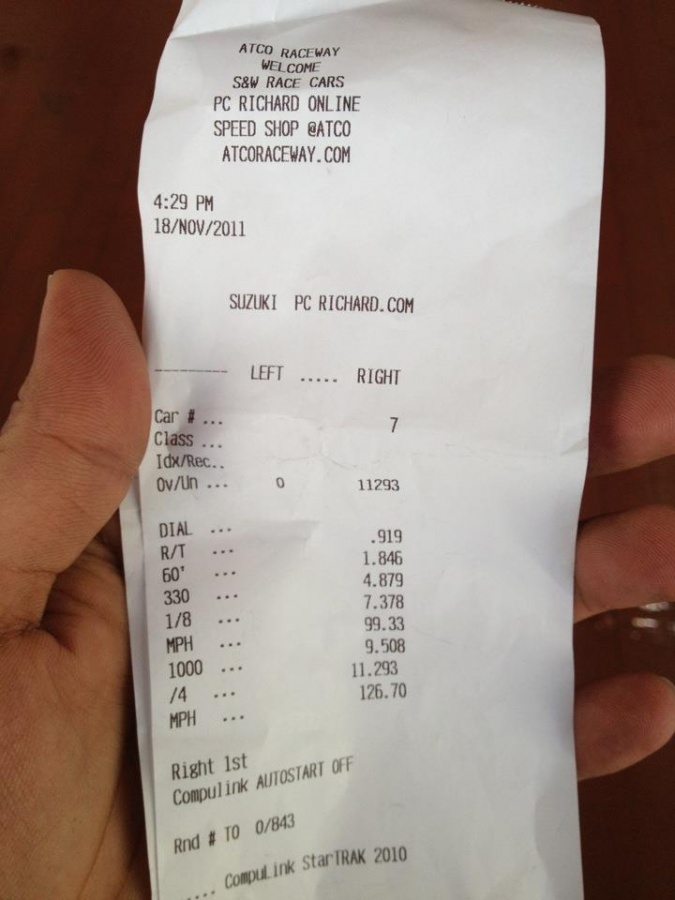 ATCO RACEWAY
WELCOME
S&W RACE CARS
PC RICHARD ONLINE
SPEED SHOP @ATCO
ATCORACEWAY.COM
4:29 PM
18/NOV/2011
SUZUKI PC RICHARD.COM
--------- LEFT ..... RIGHT
Car # ... 7
Class ...
Idx/Rec..
Ov/Un ... 0 11293
DIAL ...
R/T ... .919
60' ... 1.846
330 ... 4.879
1/8 ... 7.378
MPH ... 99.33
1000 ... 9.508
/4 ... 11.293
MPH ... 126.70
Right 1st
Compulink AUTOSTART OFF
Rnd # TO 0/843
.... CompuLink StarTRAK 2010